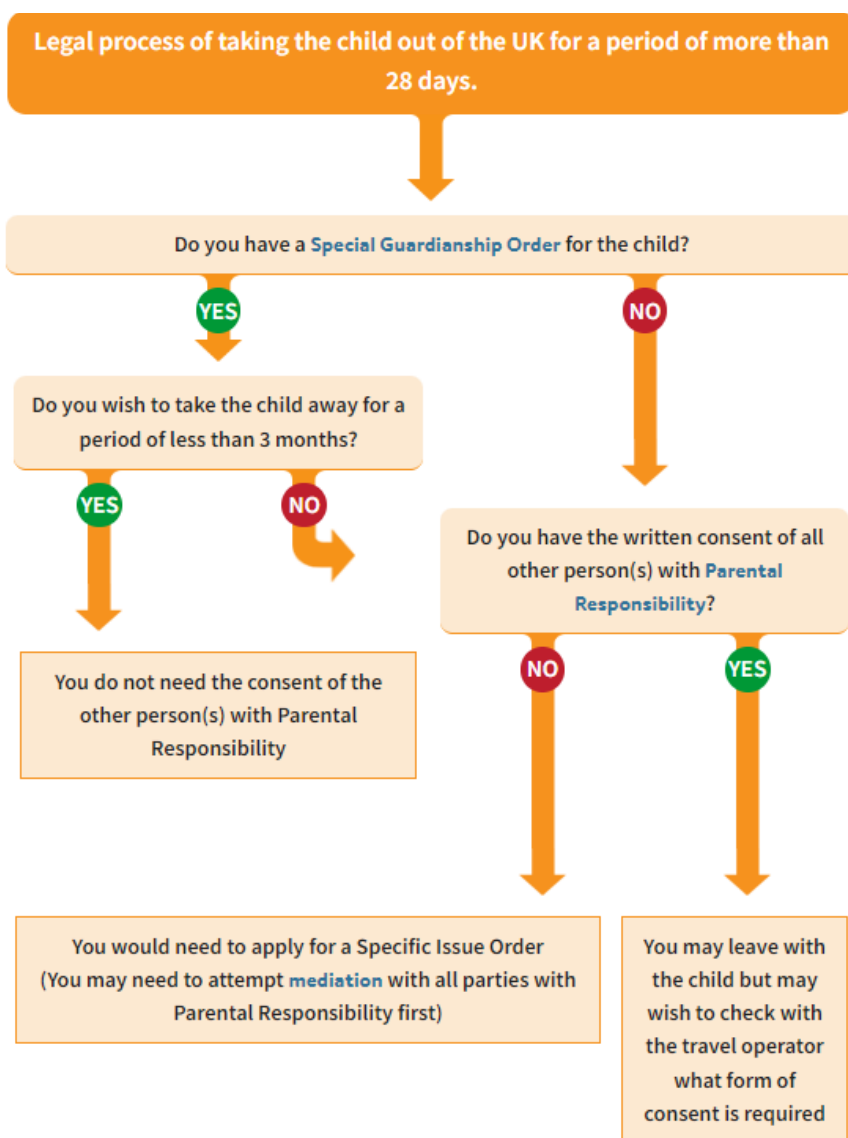 Legal process of taking the child out of the UK for a period of more than
28 days.
Do you have a Special Guardianship Order for the child?
YES
NO
Do you wish to take the child away for a
period of less than 3 months?
YES
NO
Do you have the written consent of all
other person(s) with Parental
Responsibility?
You do not need the consent of the
other person(s) with Parental
Responsibility
NO
YES
You would need to apply for a Specific Issue Order
(You may need to attempt mediation with all parties with
Parental Responsibility first)
You may leave with
the child but may
wish to check with
the travel operator
what form of
consent is required